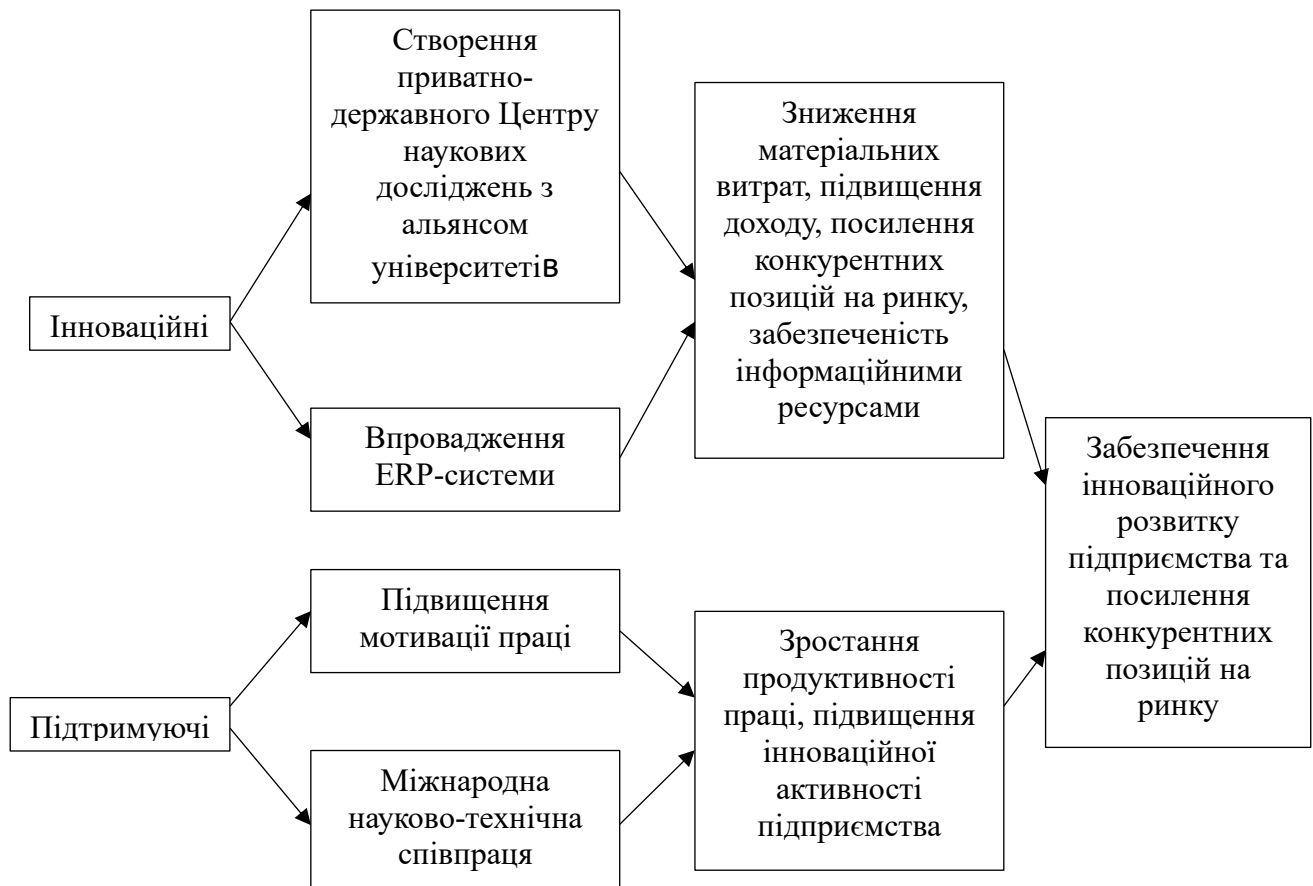 Створення
приватно-
державного Центру
наукових
досліджень з
альянсом
університетів
Інноваційні
Впровадження
ERP-системи
Зниження
матеріальних
витрат, підвищення
доходу, посилення
конкурентних
позицій на ринку,
забезпеченість
інформаційними
ресурсами
Підтримуючі
Підвищення
мотивації праці
Міжнародна
науково-технічна
співпраця
Зростання
продуктивності
праці, підвищення
інноваційної
активності
підприємства
Забезпечення
інноваційного
розвитку
підприємства та
посилення
конкурентних
позицій на
ринку